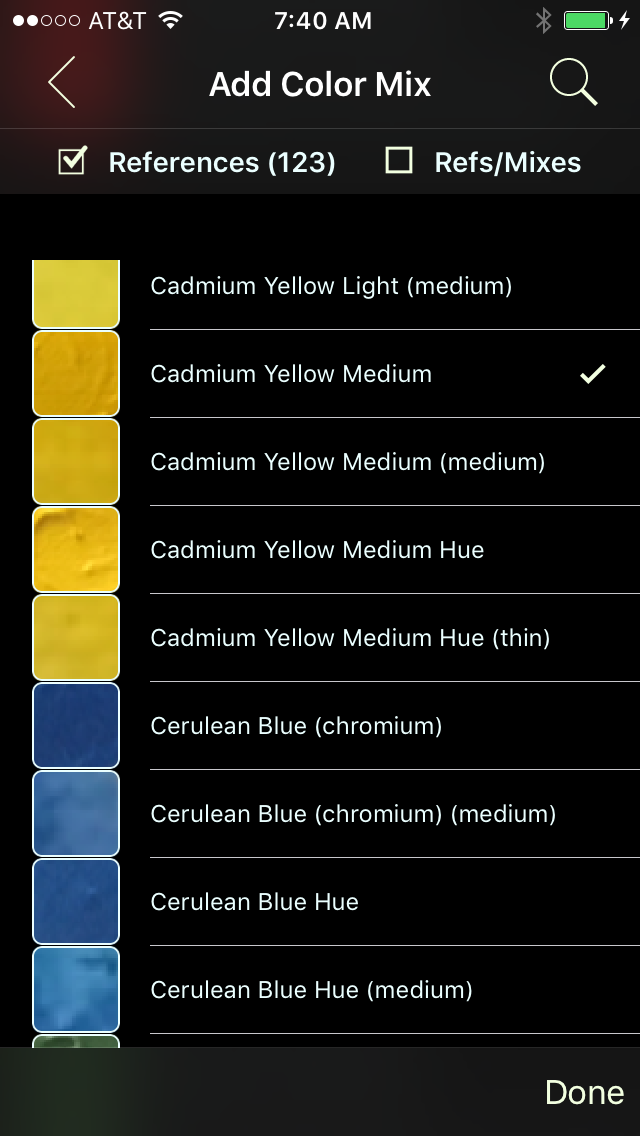 AT&T 7:40 AM
Add Color Mix
References (123) Refs/Mixes
Cadmium Yellow Light (medium)
Cadmium Yellow Medium
Cadmium Yellow Medium (medium)
Cadmium Yellow Medium Hue
Cadmium Yellow Medium Hue (thin)
Cerulean Blue (chromium)
Cerulean Blue (chromium) (medium)
Cerulean Blue Hue
Cerulean Blue Hue (medium)
Done